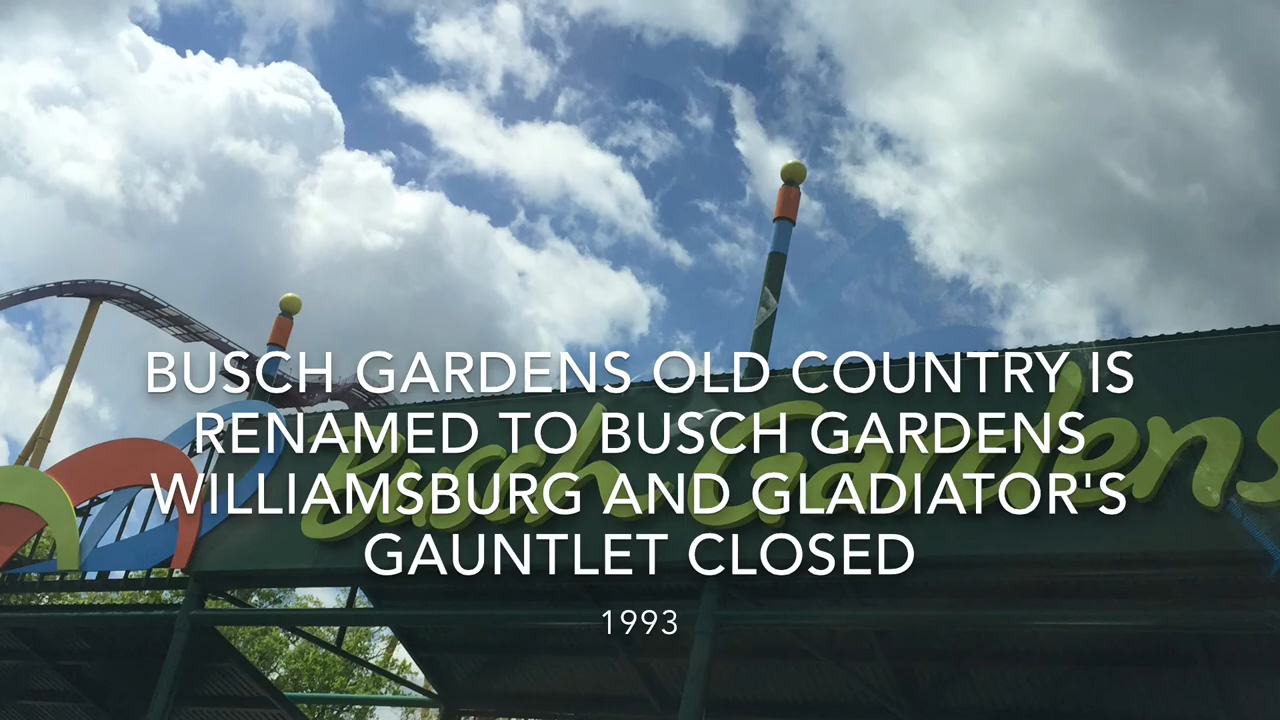 BUSCH GARDENS OLD COUNTRY IS
RENAMED TO BUSCH GARDENS
WILLIAMSBURG AND GLADIATOR'S
GAUNTLET CLOSED
1993
Busch Gardens